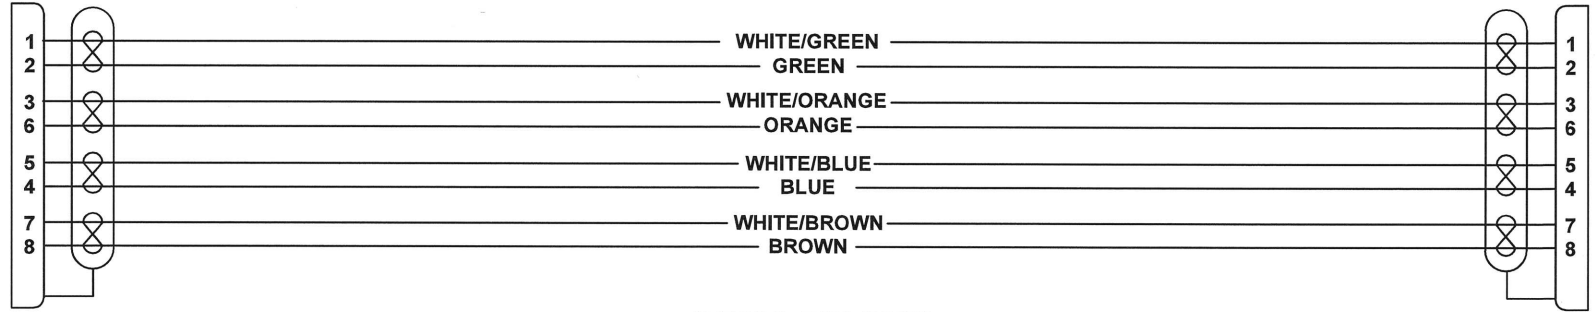 1 WHITE/GREEN 1
2 GREEN 2
3 WHITE/ORANGE 3
6 ORANGE 6
5 WHITE/BLUE 5
4 BLUE 4
7 WHITE/BROWN 7
8 BROWN 8